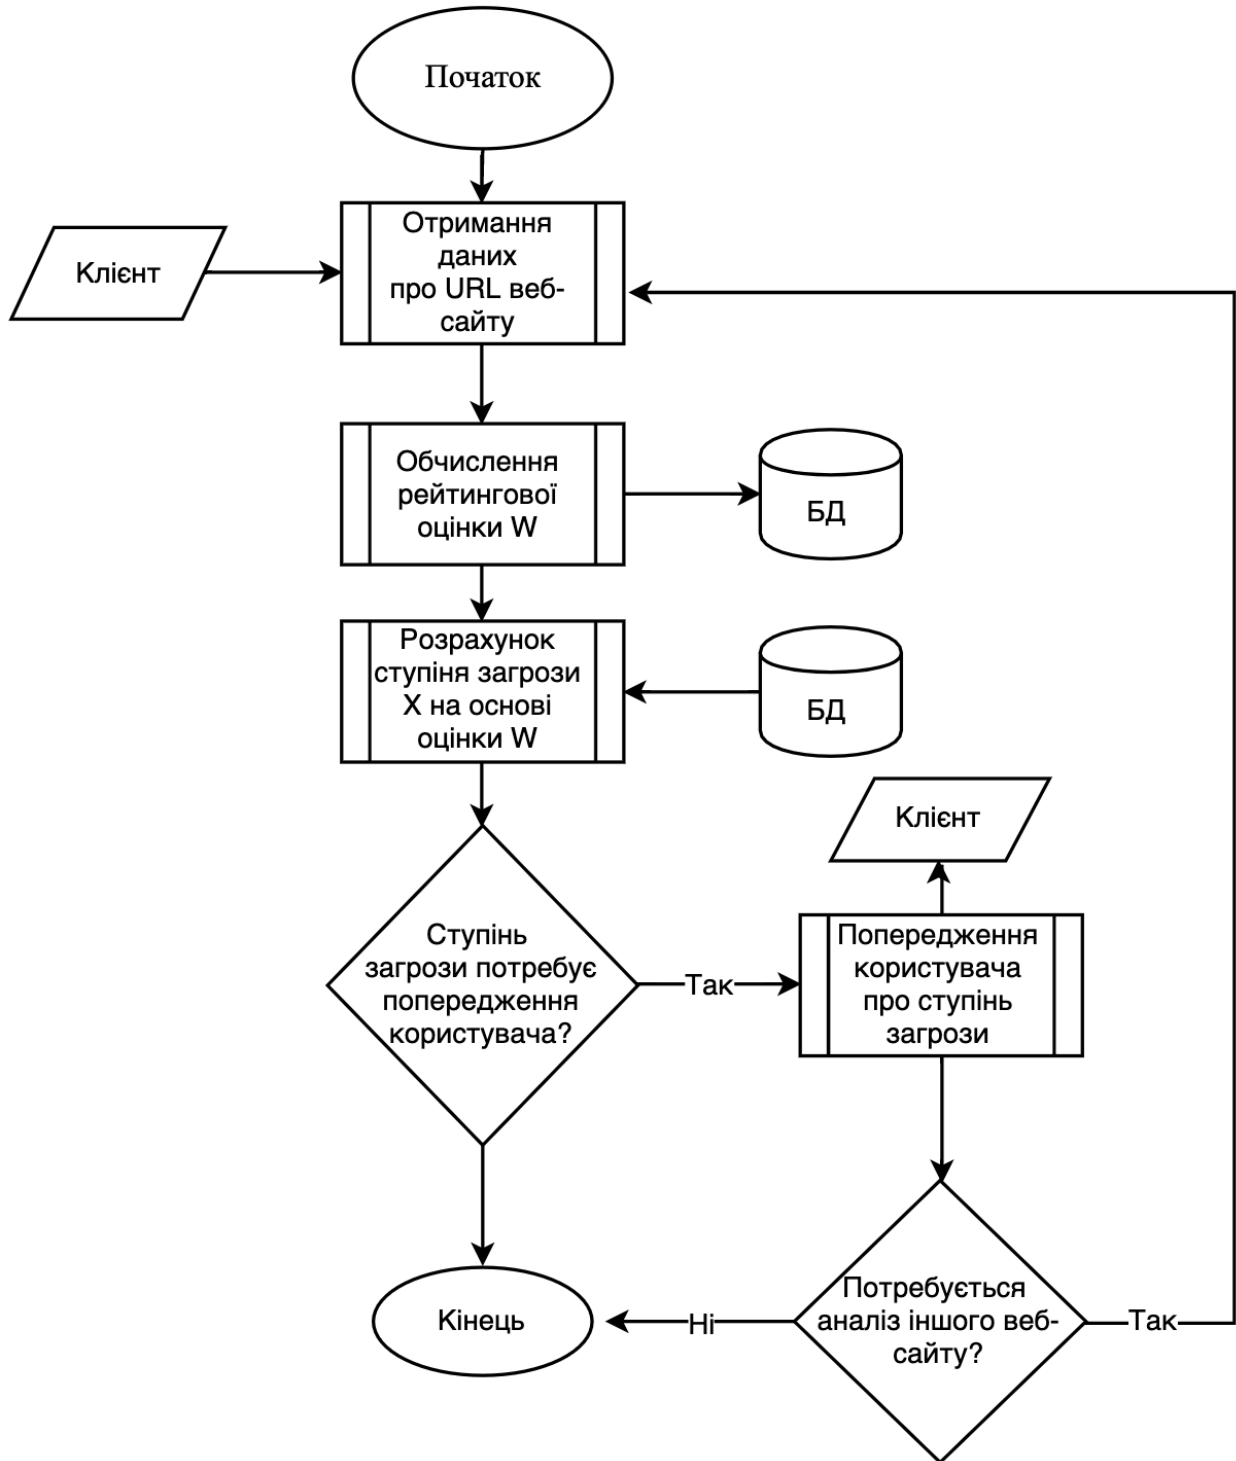 Початок
Отримання
даних
про URL веб-
сайту
Клієнт
Обчислення
рейтингової
оцінки W
БД
Розрахунок
ступіня загрози
X на основі
оцінки W
БД
Клієнт
Ступінь
загрози потребує
попередження
користувача?
Так
Попередження
користувача
про ступінь
загрози
Потребується
аналіз іншого веб-
сайту?
Так
Ні
Кінець